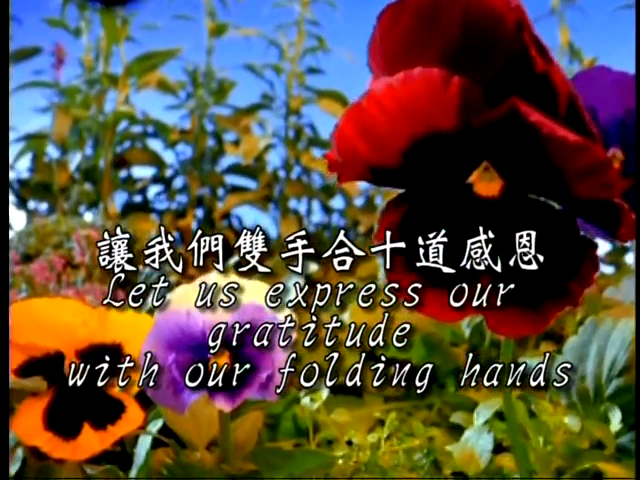 讓我們雙手合十道感恩
Let us express our
gratitude
with our folding hands